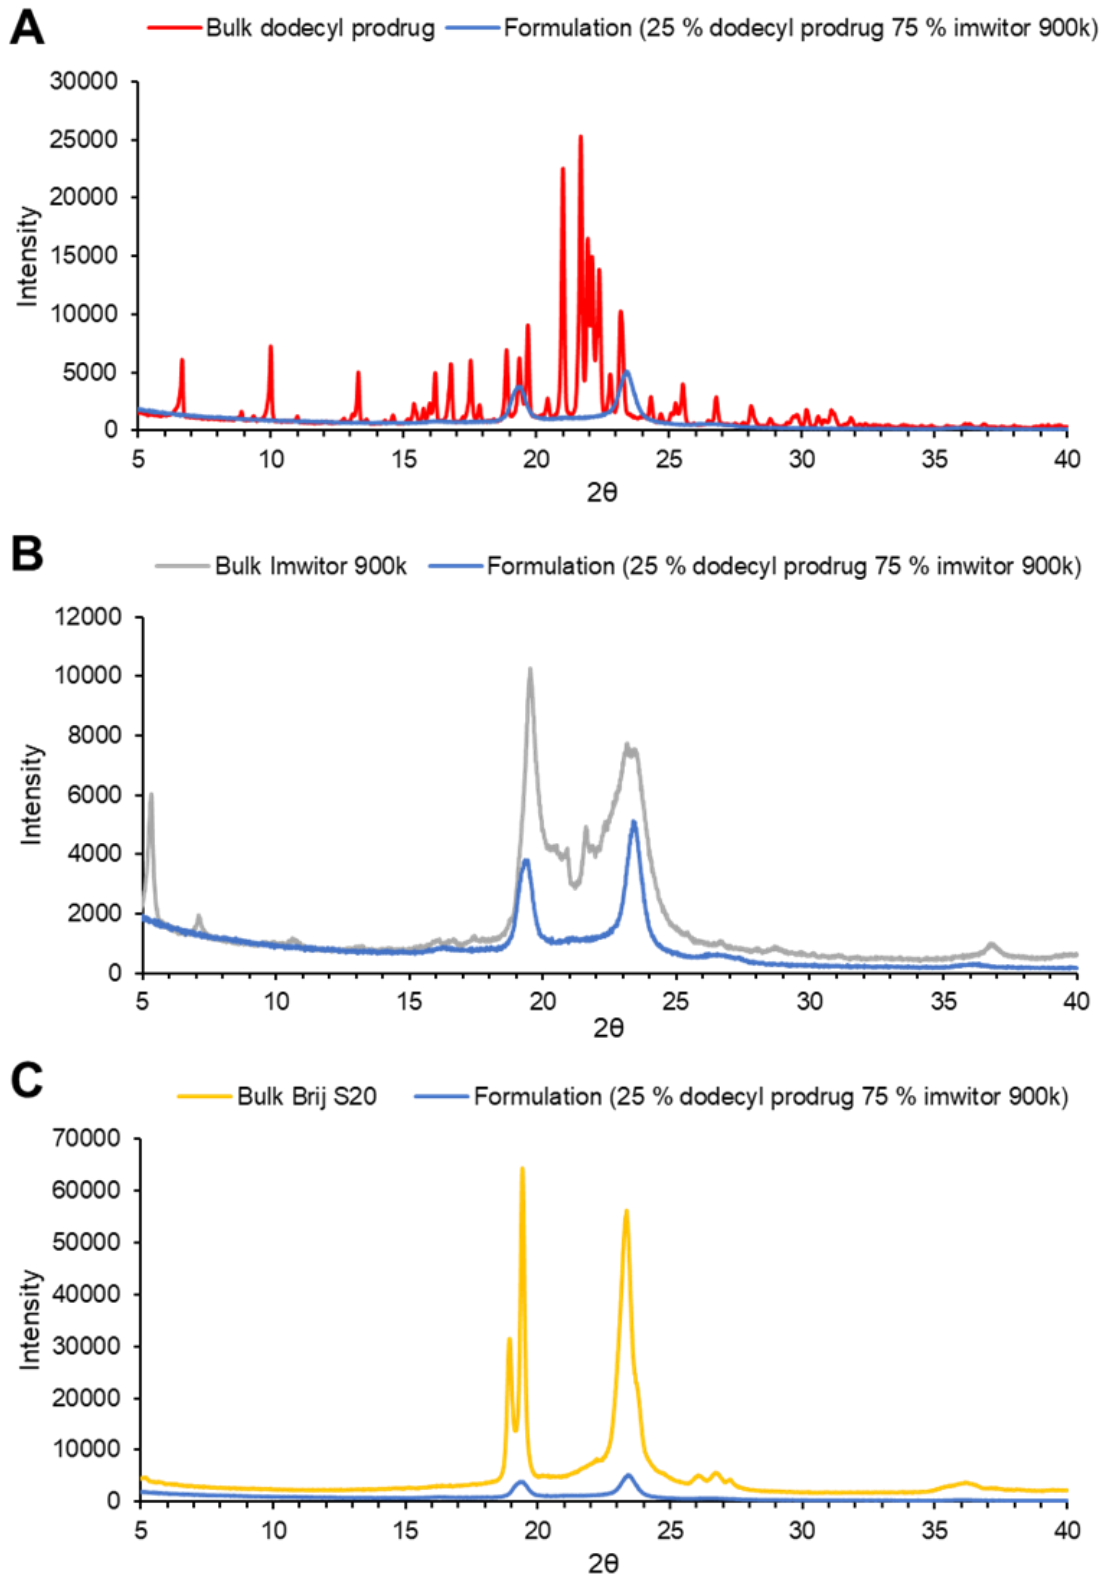 A
Bulk dodecyl prodrug
Formulation (25 % dodecyl prodrug 75 % imwitor 900k)
30000
25000
20000
15000
10000
5000
0
Intensity
5 10 15 20 25 30 35 40
2θ
B
Bulk Imwitor 900k
Formulation (25 % dodecyl prodrug 75 % imwitor 900k)
12000
10000
8000
6000
4000
2000
0
Intensity
5 10 15 20 25 30 35 40
2θ
C
Bulk Brij S20
Formulation (25 % dodecyl prodrug 75 % imwitor 900k)
70000
60000
50000
40000
30000
20000
10000
0
Intensity
5 10 15 20 25 30 35 40
2θ